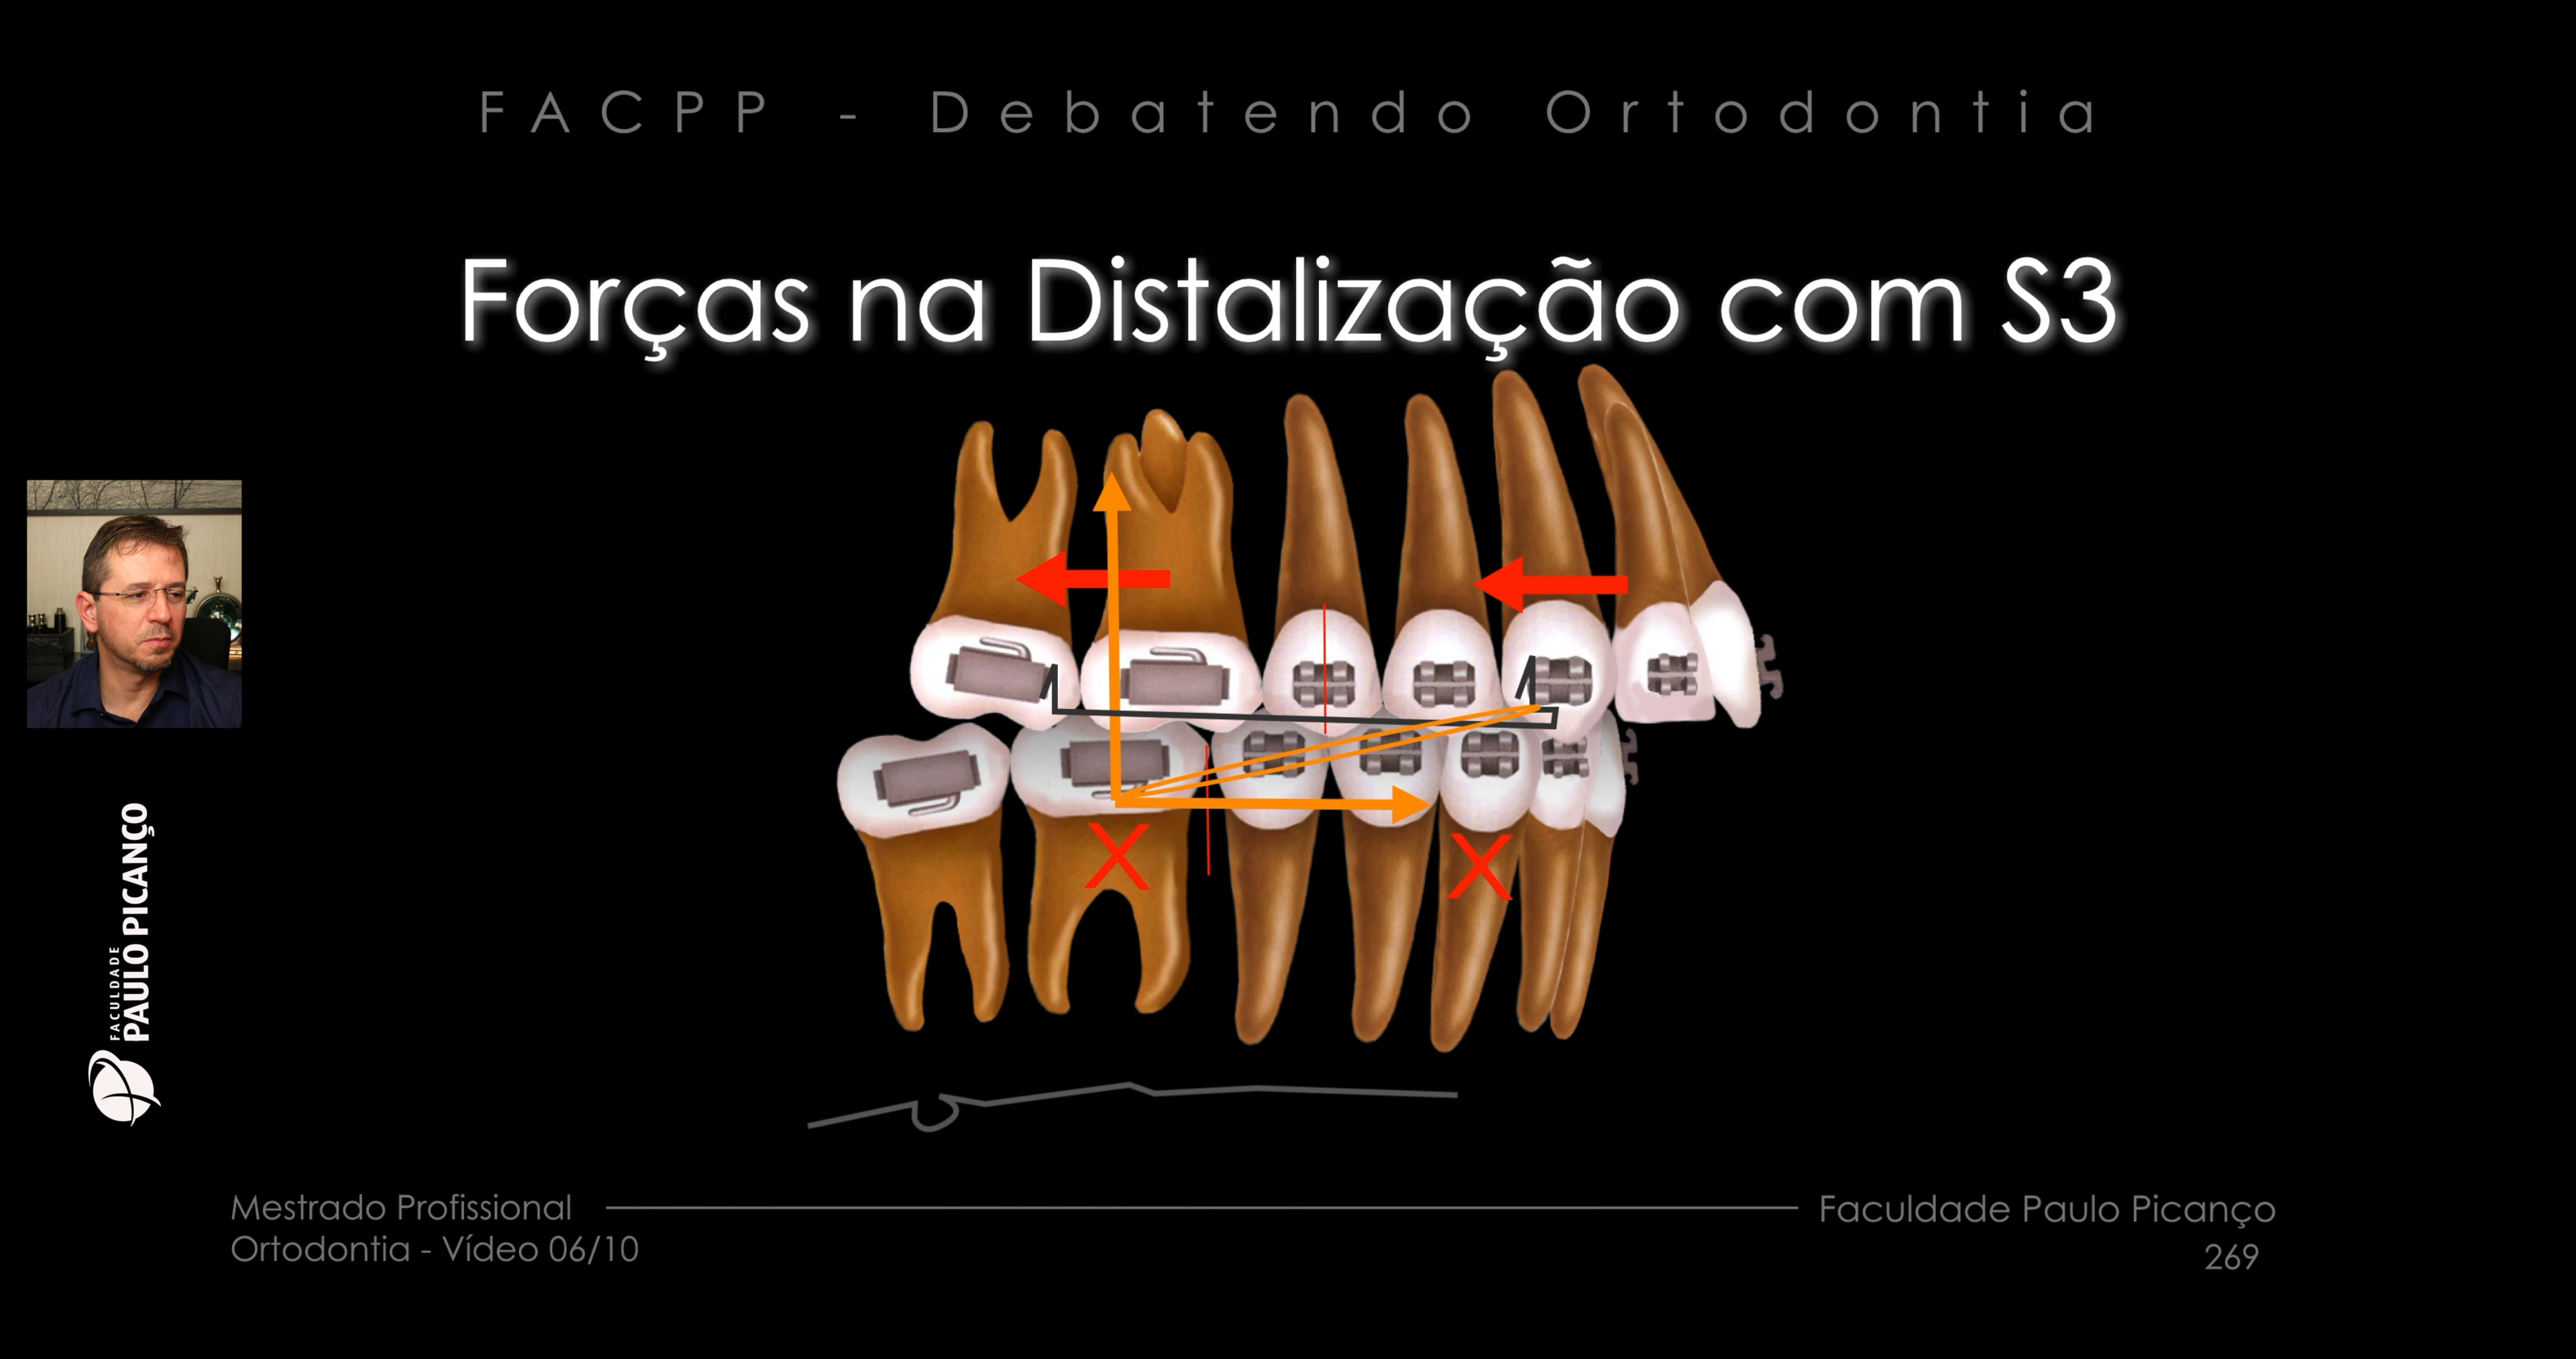 FACPP - Debatendo Ortodontia
Forças na Distalização com S3
FACULDADE
PAULO PICANÇO
X X
Mestrado Profissional
Ortodontia - Vídeo 06/10
Faculdade Paulo Picanço
269